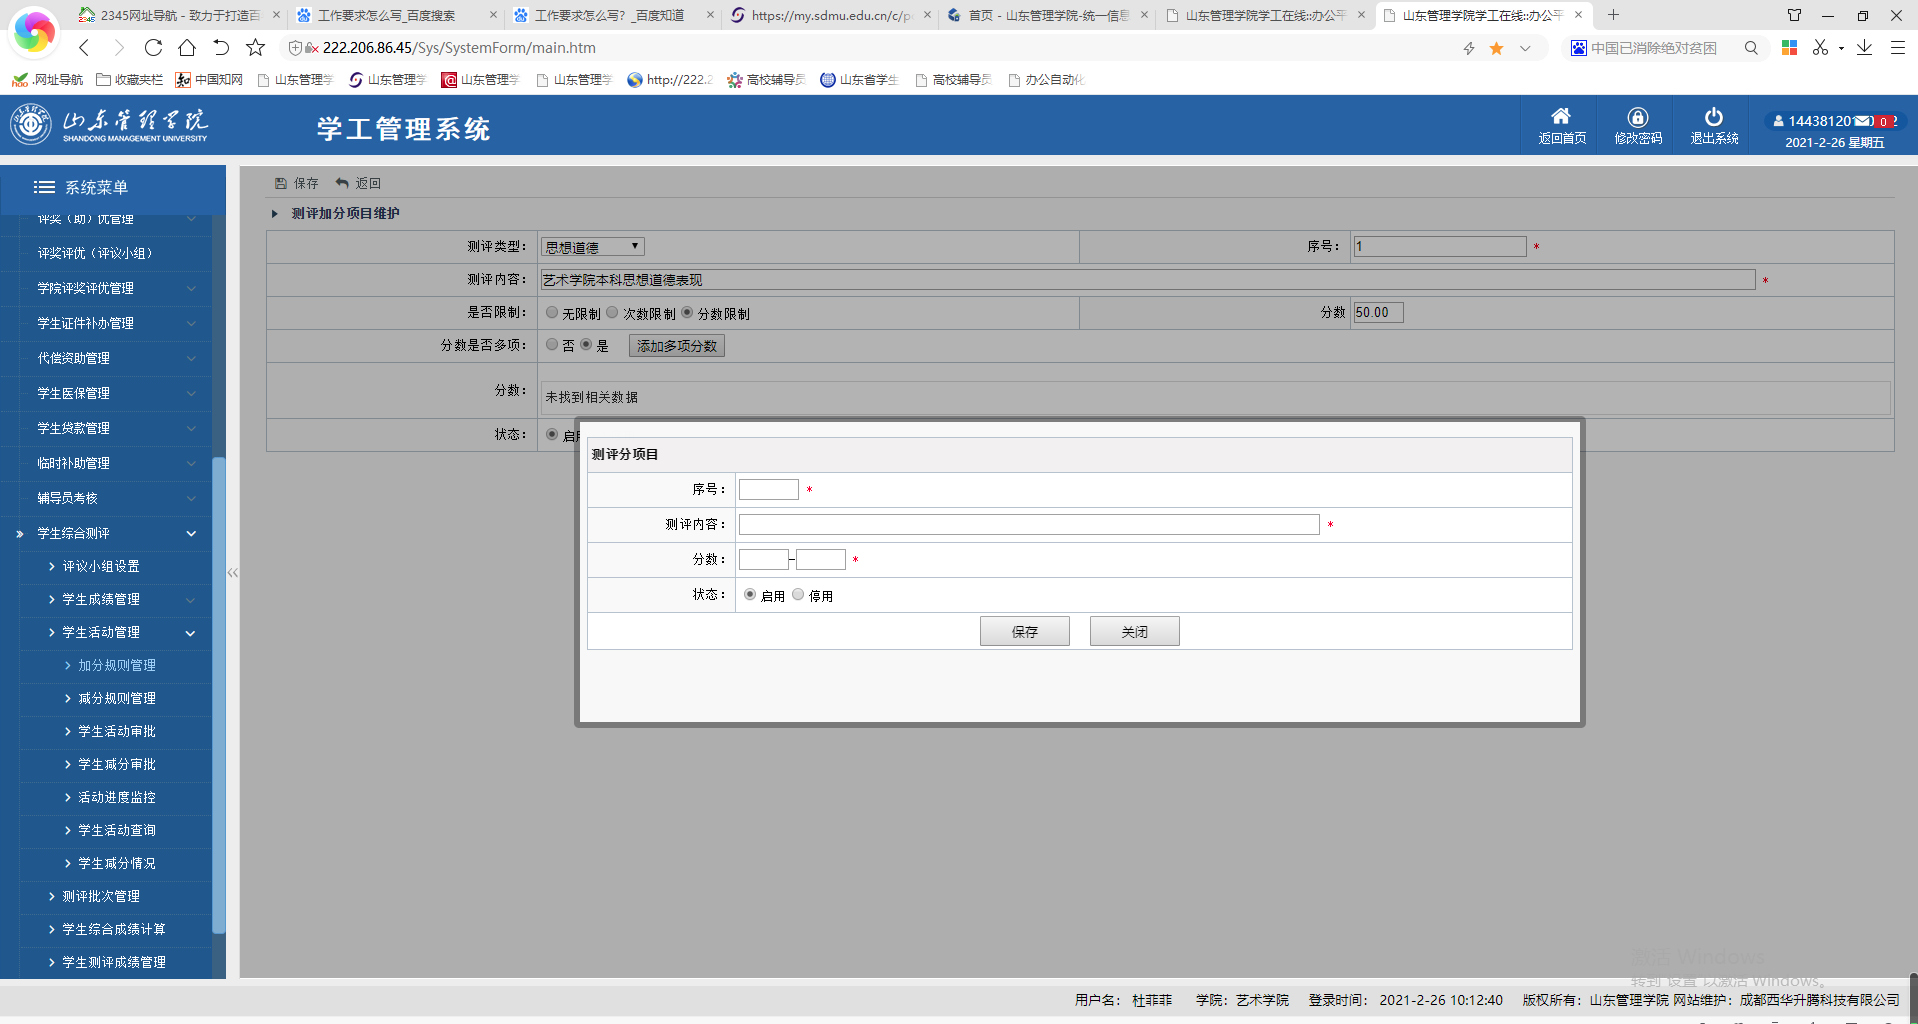 2345网址导航 - 致力于打造百
工作要求怎么写_百度搜索
工作要求怎么写? _百度知道
https://my.sdmu.edu.cn/c/p
首页 - 山东管理学院-统一信息
山东管理学院学工在线::办公平
山东管理学院学工在线::办公平
222.206.86.45/Sys/SystemForm/main.htm
中国已消除绝对贫困
hao
.网址导航
收藏夹栏
中国知网
山东管理学
山东管理学
山东管理学
山东管理学
http://222.2
高校辅导员
山东省学生
高校辅导员
办公自动化
山东管理学院
SHANDONG MANAGEMENT UNIVERSITY
学工管理系统
返回首页
修改密码
退出系统
1443812010
0
2
2021-2-26 星期五
系统菜单
评奖（助）优管理
评奖评优（评议小组）
学院评奖评优管理
学生证件补办管理
代偿资助管理
学生医保管理
学生贷款管理
临时补助管理
辅导员考核
学生综合测评
评议小组设置
学生成绩管理
学生活动管理
加分规则管理
减分规则管理
学生活动审批
学生减分审批
活动进度监控
学生活动查询
学生减分情况
测评批次管理
学生综合成绩计算
学生测评成绩管理
保存 返回
测评加分项目维护
测评类型： 思想道德 序号： 1 *
测评内容： 艺术学院本科思想道德表现 *
是否限制： 无限制 次数限制 分数限制 分数 50.00
分数是否多项： 否 是 添加多项分数
分数： 未找到相关数据
状态： 启用
测评分项目
序号： *
测评内容： *
分数： - *
状态： 启用 停用
保存 关闭
激活 Windows
转到"设置"以激活 Windows。
用户名： 杜菲菲 学院：艺术学院 登录时间： 2021-2-26 10:12:40 版权所有：山东管理学院 网站维护：成都西华升腾科技有限公司